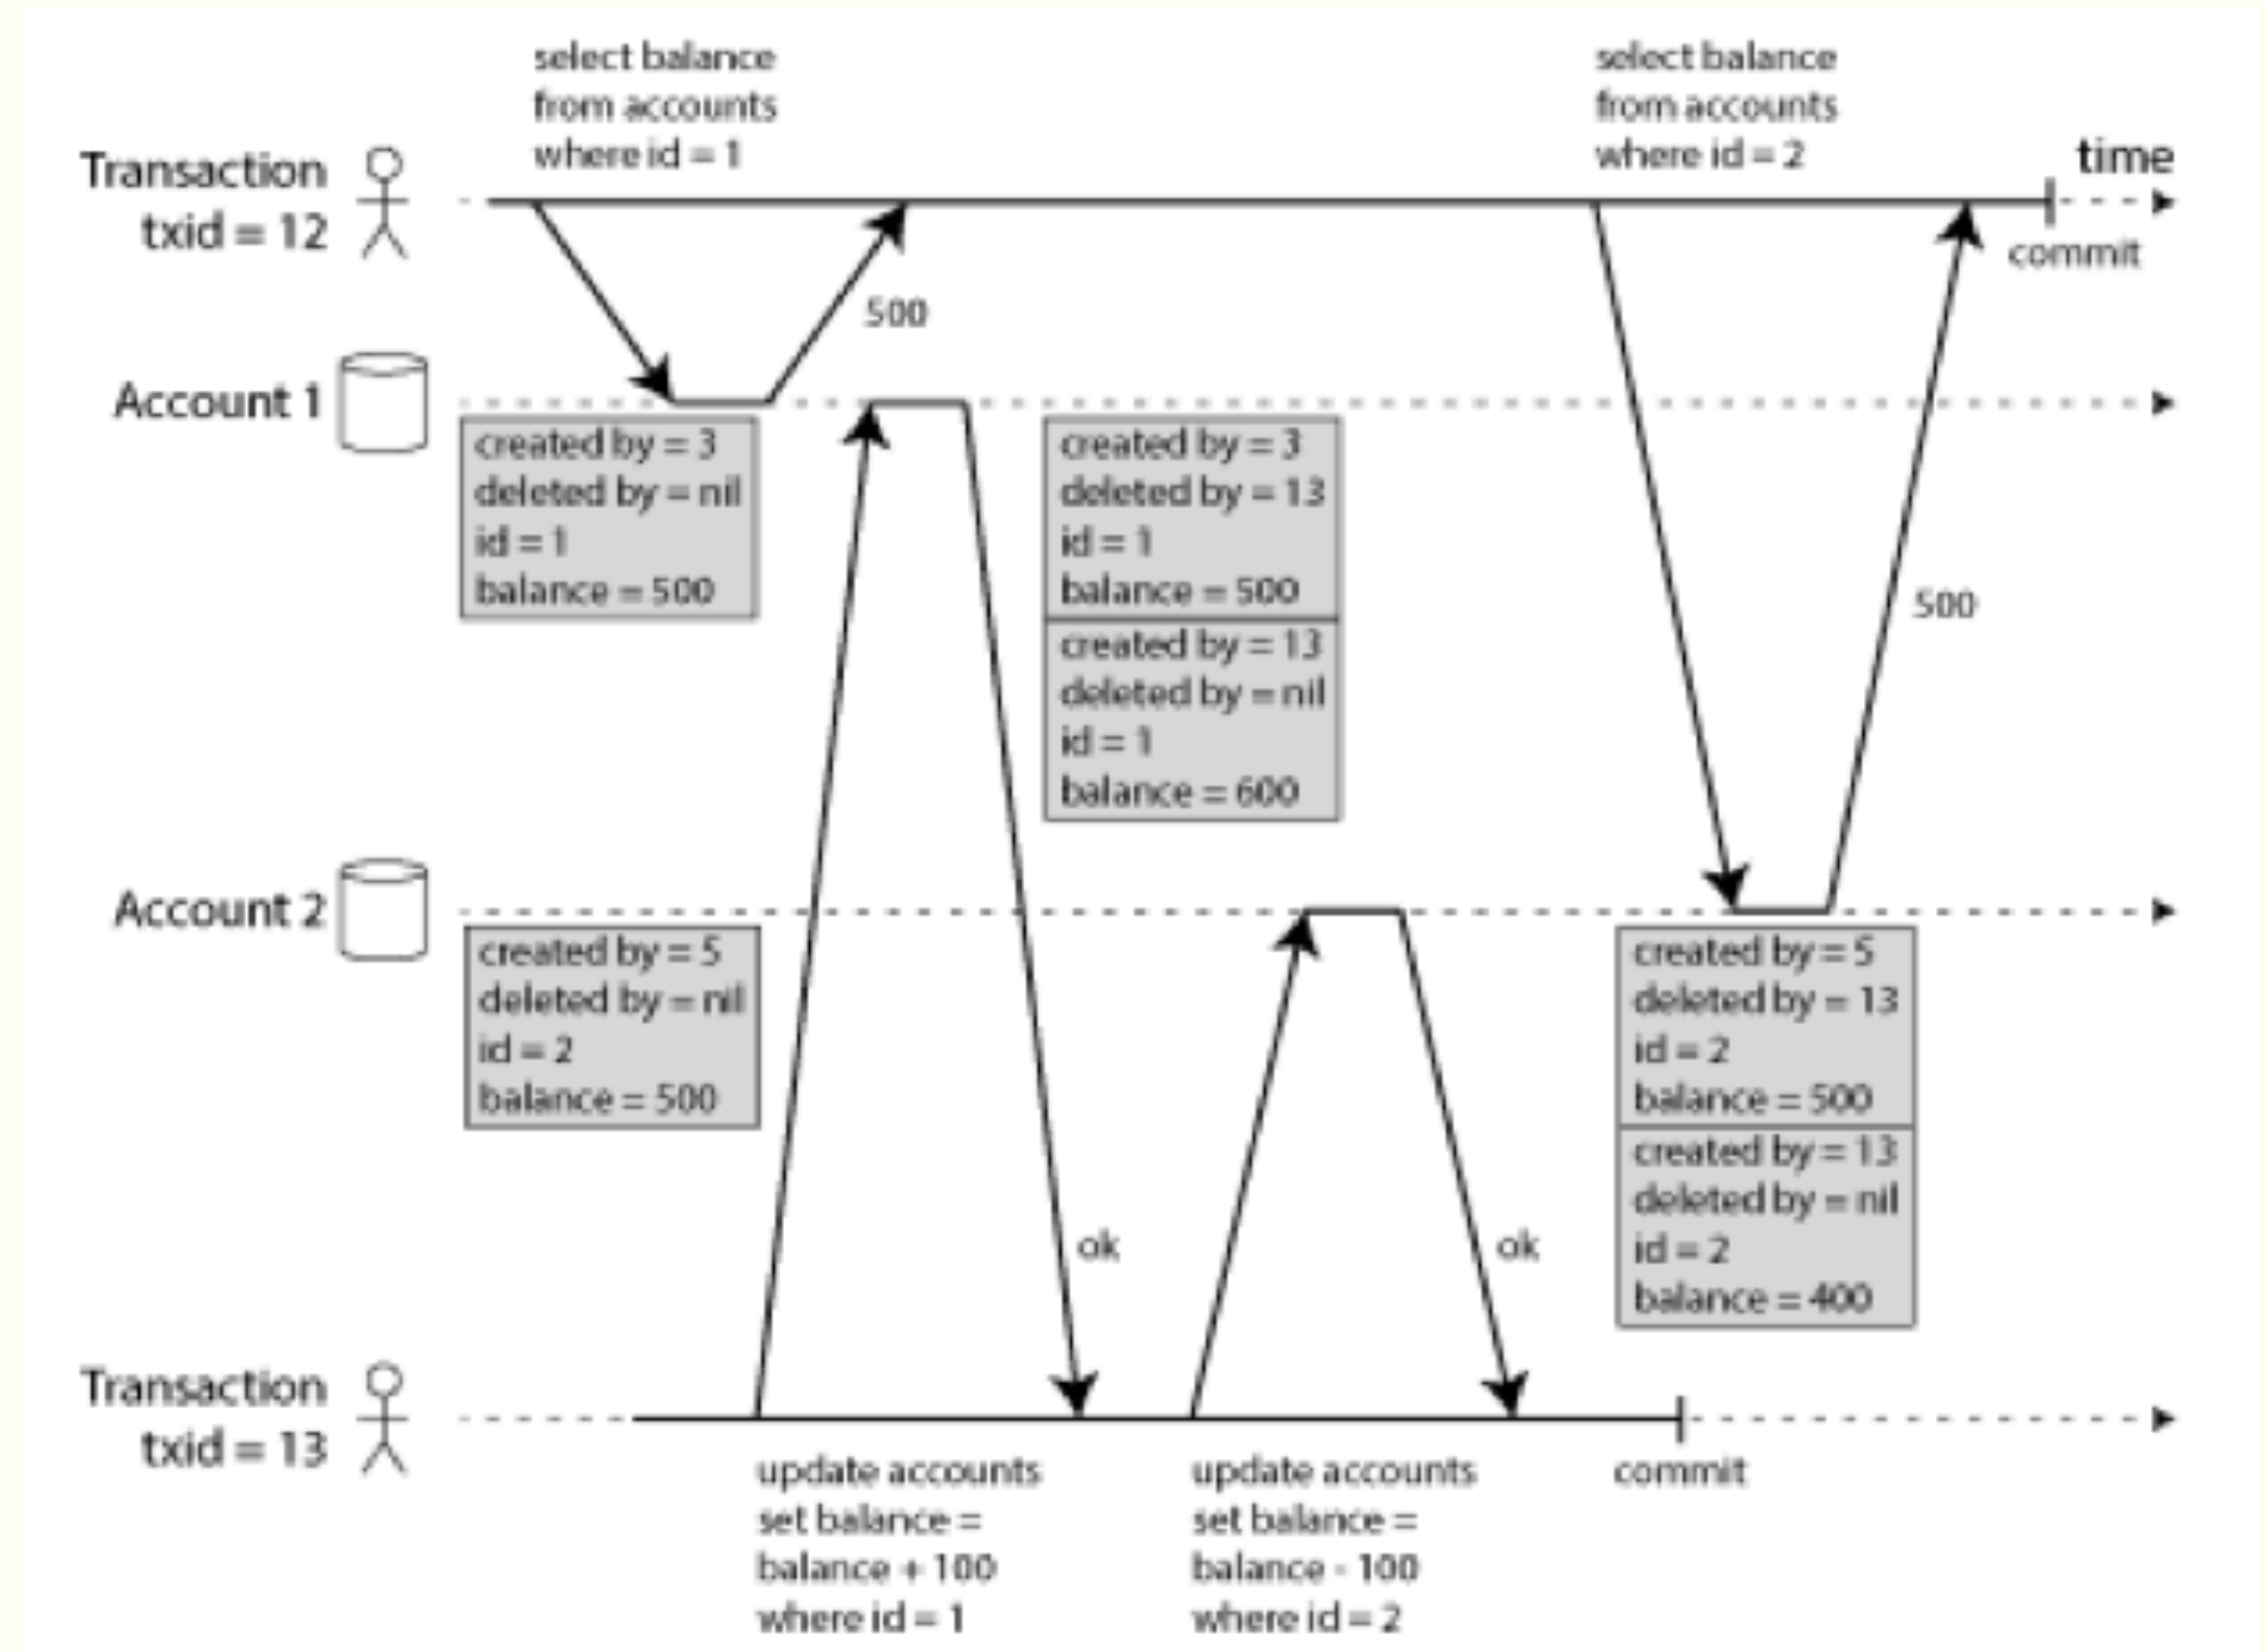 select balance
from accounts
where id = 1
select balance
from accounts
where id = 2
time
Transaction
txid = 12
commit
500
Account 1
created by = 3
deleted by = nil
id = 1
balance = 500
created by = 3
deleted by = 13
id = 1
balance = 500
created by = 13
deleted by = nil
id = 1
balance = 600
500
Account 2
created by = 5
deleted by = nil
id = 2
balance = 500
created by = 5
deleted by = 13
id = 2
balance = 500
created by = 13
deleted by = nil
id = 2
balance = 400
ok
ok
Transaction
txid = 13
update accounts
set balance =
balance + 100
where id = 1
update accounts
set balance =
balance - 100
where id = 2
commit